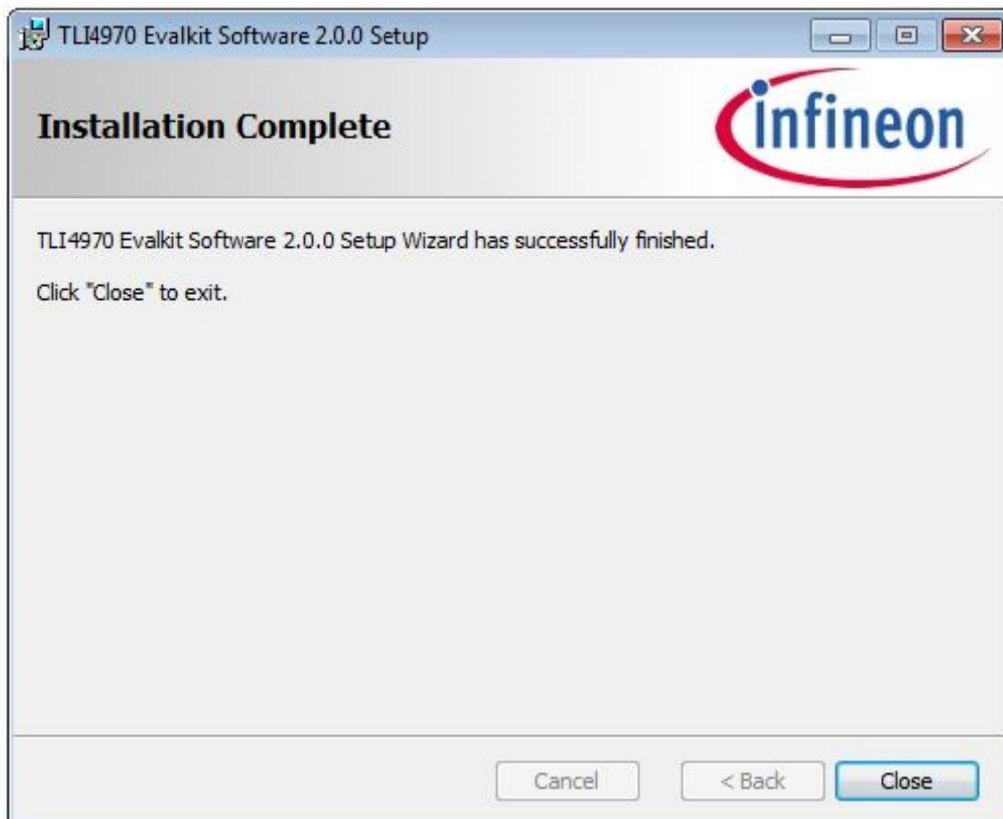 TLI4970 Evalkit Software 2.0.0 Setup
Installation Complete
infineon
TLI4970 Evalkit Software 2.0.0 Setup Wizard has successfully finished.
Click "Close" to exit.
Cancel
< Back
Close